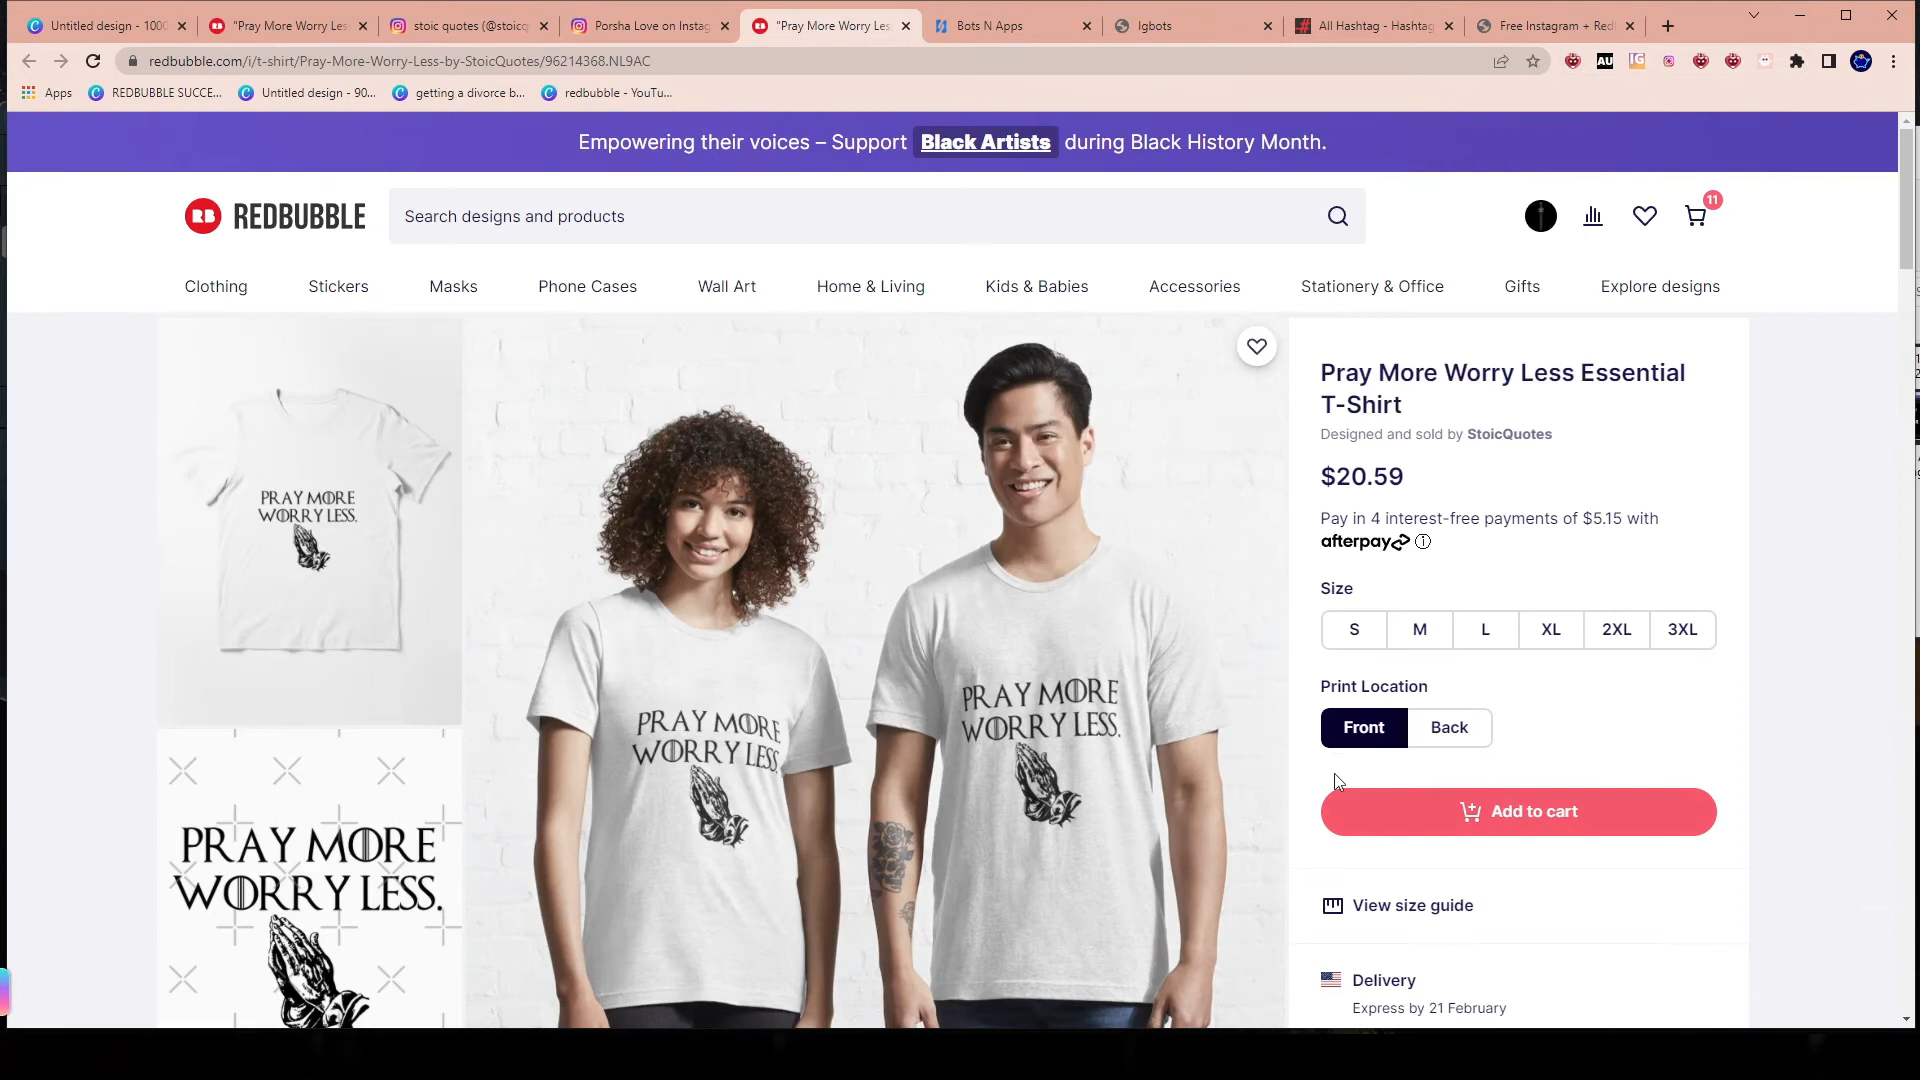 Untitled design - 1000
"Pray More Worry Les
stoic quotes (@stoicq
Porsha Love on Instag
"Pray More Worry Les
Bots N Apps
Igbots
All Hashtag - Hashtag
Free Instagram + Red
redbubble.com/i/t-shirt/Pray-More-Worry-Less-by-StoicQuotes/96214368.NL9AC
AU
IG
Apps
REDBUBBLE SUCCE...
Untitled design - 90...
getting a divorce b...
redbubble - YouTu...
Empowering their voices – Support Black Artists during Black History Month.
RB REDBUBBLE
Search designs and products
11
Clothing
Stickers
Masks
Phone Cases
Wall Art
Home & Living
Kids & Babies
Accessories
Stationery & Office
Gifts
Explore designs
PRAY MORE
WORRY LESS.
PRAY MORE
WORRY LESS.
PRAY MORE
WORRY LESS.
PRAY MORE
WORRY LESS.
Pray More Worry Less Essential
T-Shirt
Designed and sold by StoicQuotes
$20.59
Pay in 4 interest-free payments of $5.15 with
afterpay
Size
S
M
L
XL
2XL
3XL
Print Location
Front
Back
Add to cart
View size guide
Delivery
Express by 21 February